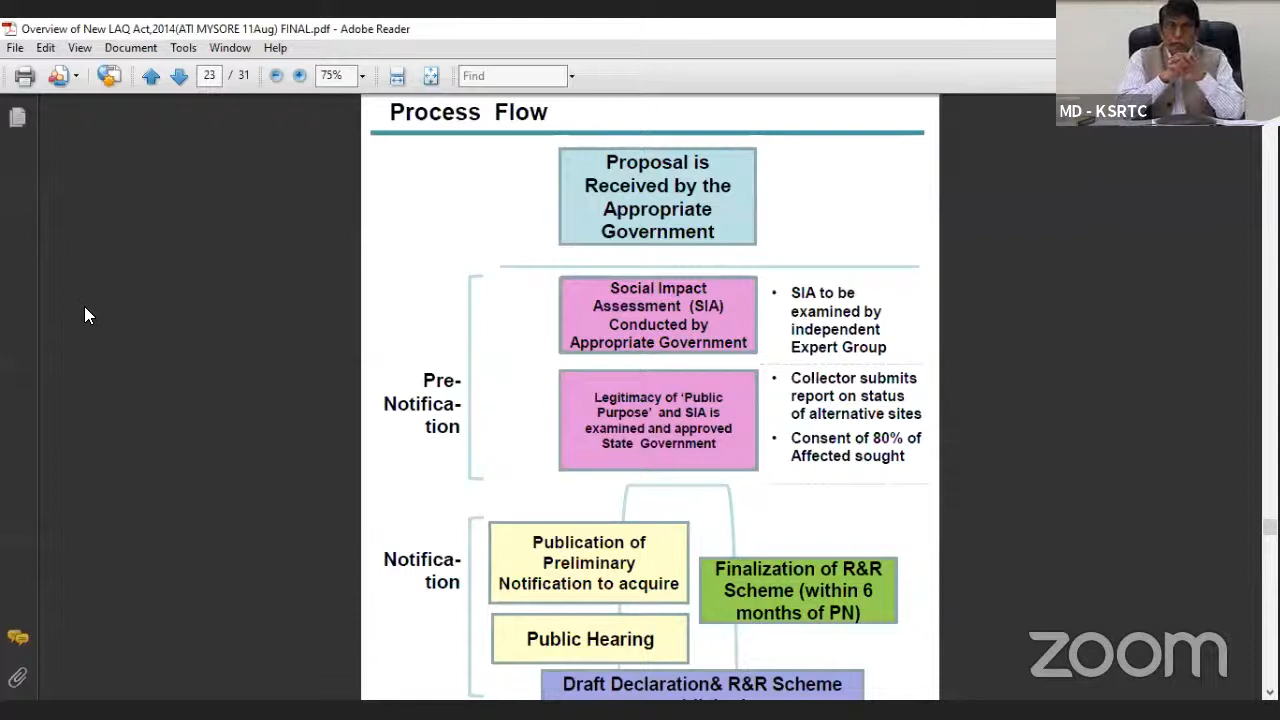 Overview of New LAQ Act,2014(ATI MYSORE 11Aug) FINAL.pdf - Adobe Reader
File Edit View Document Tools Window Help
23 / 31 75% Find
MD - KSRTC
Process Flow
Proposal is
Received by the
Appropriate
Government
Pre-
Notifica-
tion
Social Impact
Assessment (SIA)
Conducted by
Appropriate Government
• SIA to be
examined by
independent
Expert Group
Legitimacy of ‘Public
Purpose’ and SIA is
examined and approved
State Government
• Collector submits
report on status
of alternative sites
• Consent of 80% of
Affected sought
Notifica-
tion
Publication of
Preliminary
Notification to acquire
Finalization of R&R
Scheme (within 6
months of PN)
Public Hearing
Draft Declaration& R&R Scheme
zoom